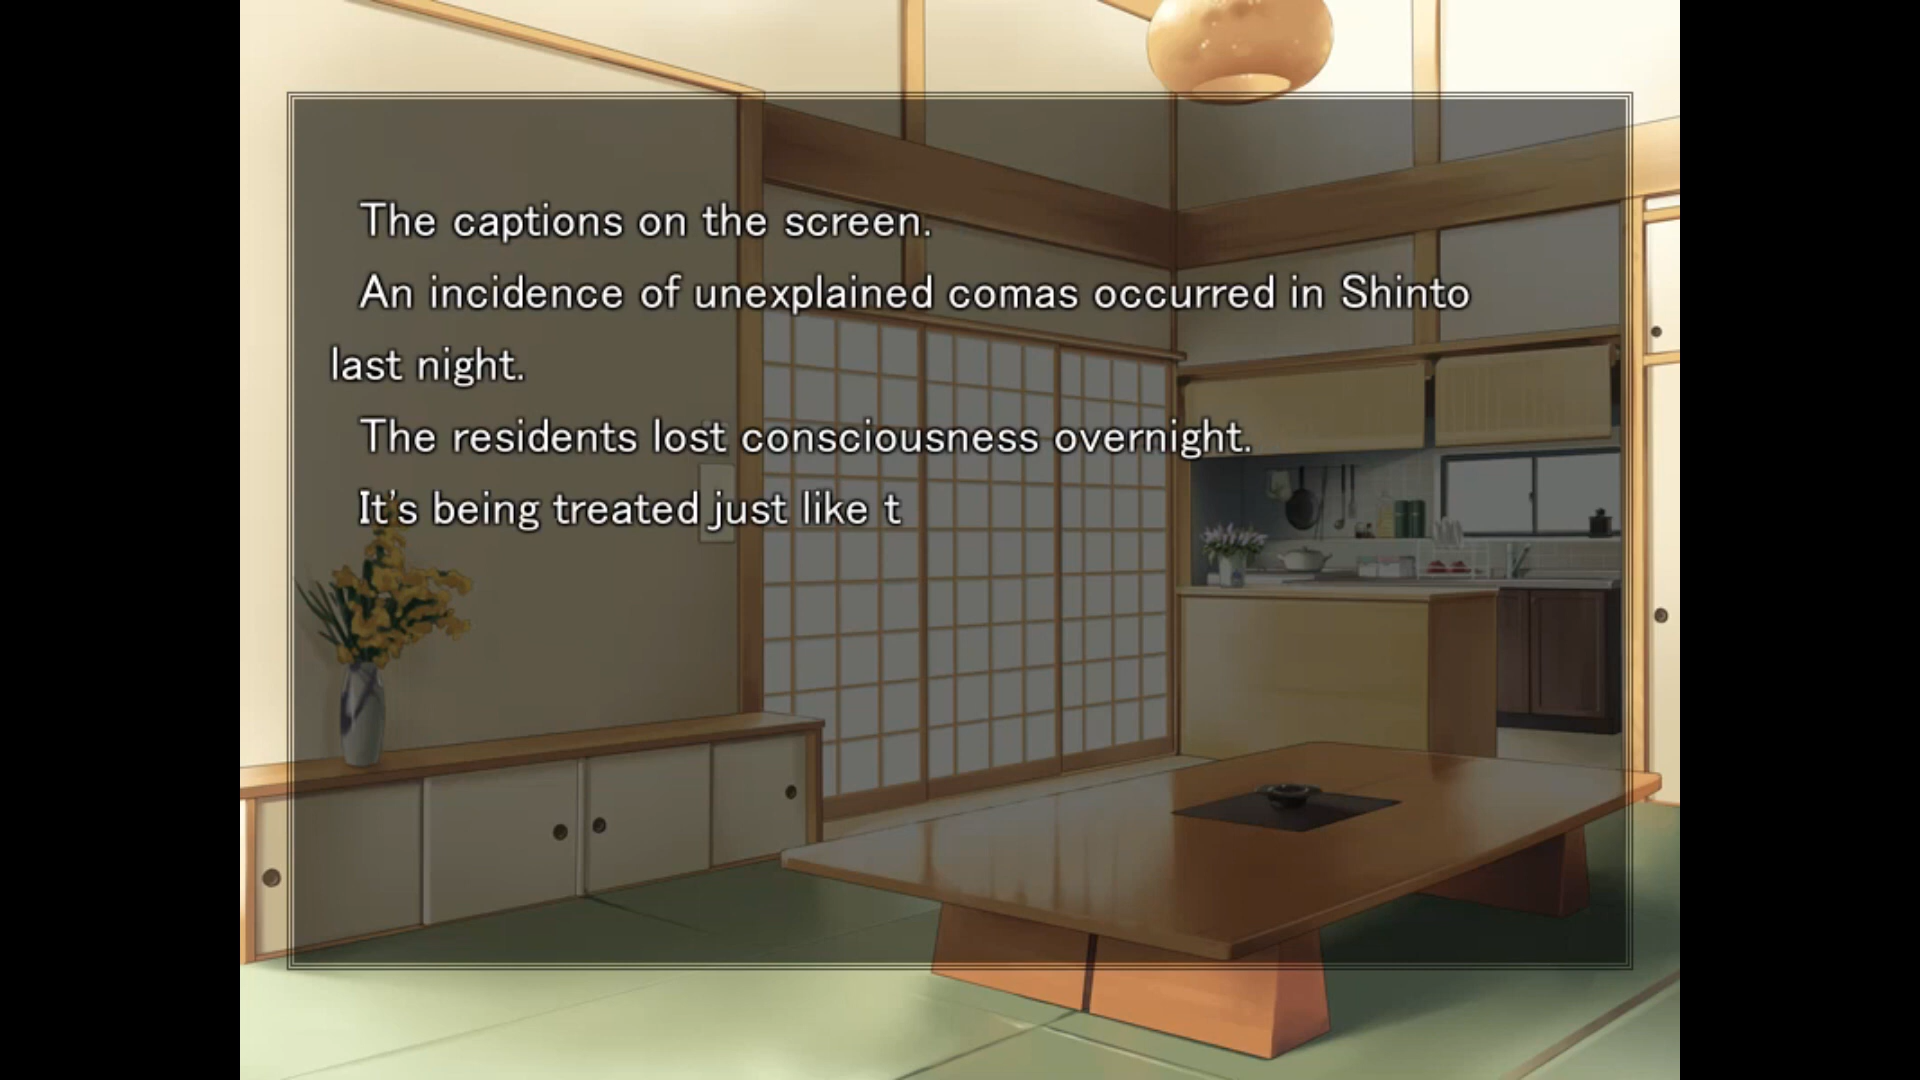 The captions on the screen.
An incidence of unexplained comas occurred in Shinto
last night.
The residents lost consciousness overnight.
It's being treated just like t